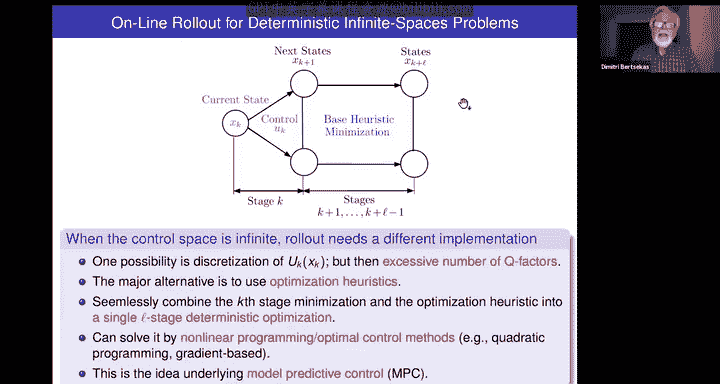 On-Line Rollout for Deterministic Infinite-Spaces Problems
Dimitri Bertsekas
Next States
x_{k+1}
States
x_{k+ℓ}
Current State
x_k
Control
u_k
Base Heuristic
Minimization
Stage k
Stages
k+1, . . . , k+ℓ−1
When the control space is infinite, rollout needs a different implementation
One possibility is discretization of U_k(x_k); but then excessive number of Q-factors.
The major alternative is to use optimization heuristics.
Seemlessly combine the kth stage minimization and the optimization heuristic into
a single ℓ-stage deterministic optimization.
Can solve it by nonlinear programming/optimal control methods (e.g., quadratic
programming, gradient-based).
This is the idea underlying model predictive control (MPC).